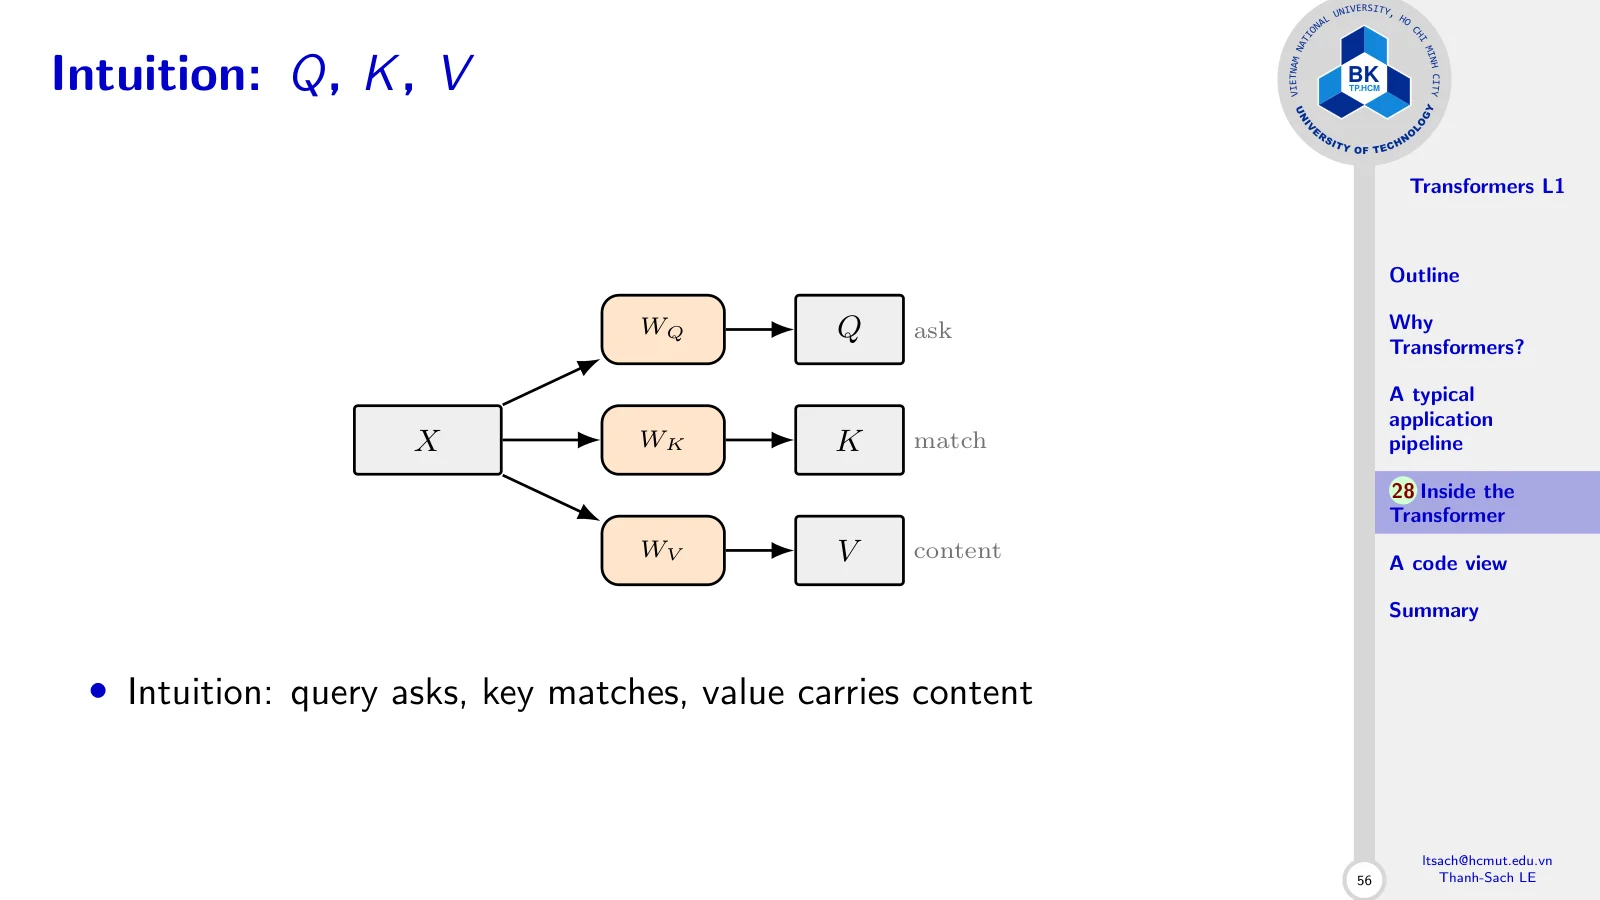 Intuition: Q, K, V
VIETNAM NATIONAL UNIVERSITY, HO CHI MINH CITY
BK
TP.HCM
UNIVERSITY OF TECHNOLOGY
Transformers L1
Outline
Why
Transformers?
A typical
application
pipeline
28 Inside the
Transformer
A code view
Summary
W_Q Q ask
X W_K K match
W_V V content
• Intuition: query asks, key matches, value carries content
ltsach@hcmut.edu.vn
Thanh-Sach LE
56